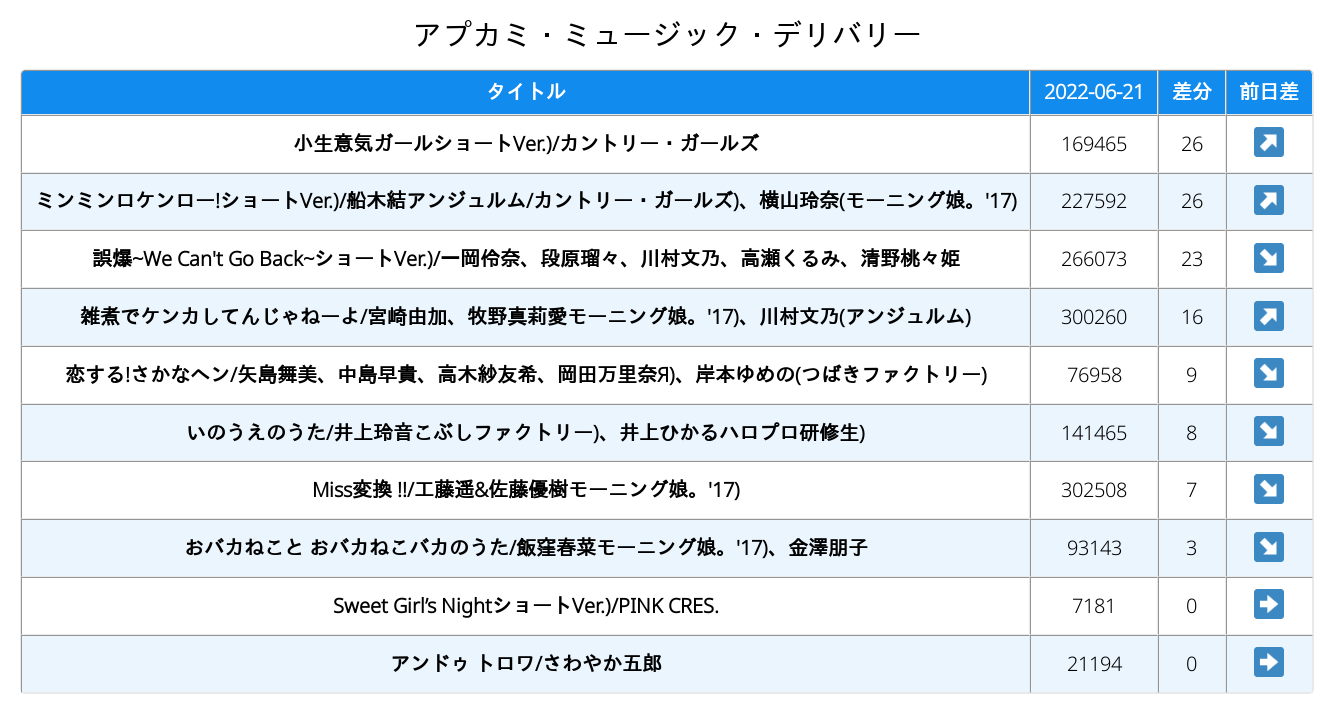 アプカミ・ミュージック・デリバリー
タイトル 2022-06-21 差分 前日差
小生意気ガールショートVer.)/カントリー・ガールズ 169465 26
ミンミンロケンロー!ショートVer.)/船木結アンジュルム/カントリー・ガールズ)、横山玲奈(モーニング娘。'17) 227592 26
誤爆~We Can't Go Back~ショートVer.)/一岡伶奈、段原瑠々、川村文乃、高瀬くるみ、清野桃々姫 266073 23
雑煮でケンカしてんじゃねーよ/宮崎由加、牧野真莉愛モーニング娘。'17)、川村文乃(アンジュルム) 300260 16
恋する!さかなヘン/矢島舞美、中島早貴、高木紗友希、岡田万里奈Я)、岸本ゆめの(つばきファクトリー) 76958 9
いのうえのうた/井上玲音こぶしファクトリー)、井上ひかるハロプロ研修生) 141465 8
Miss変換 !!/工藤遥&佐藤優樹モーニング娘。'17) 302508 7
おバカねこと おバカねこバカのうた/飯窪春菜モーニング娘。'17)、金澤朋子 93143 3
Sweet Girl’s NightショートVer.)/PINK CRES. 7181 0
アンドゥ トロワ/さわやか五郎 21194 0